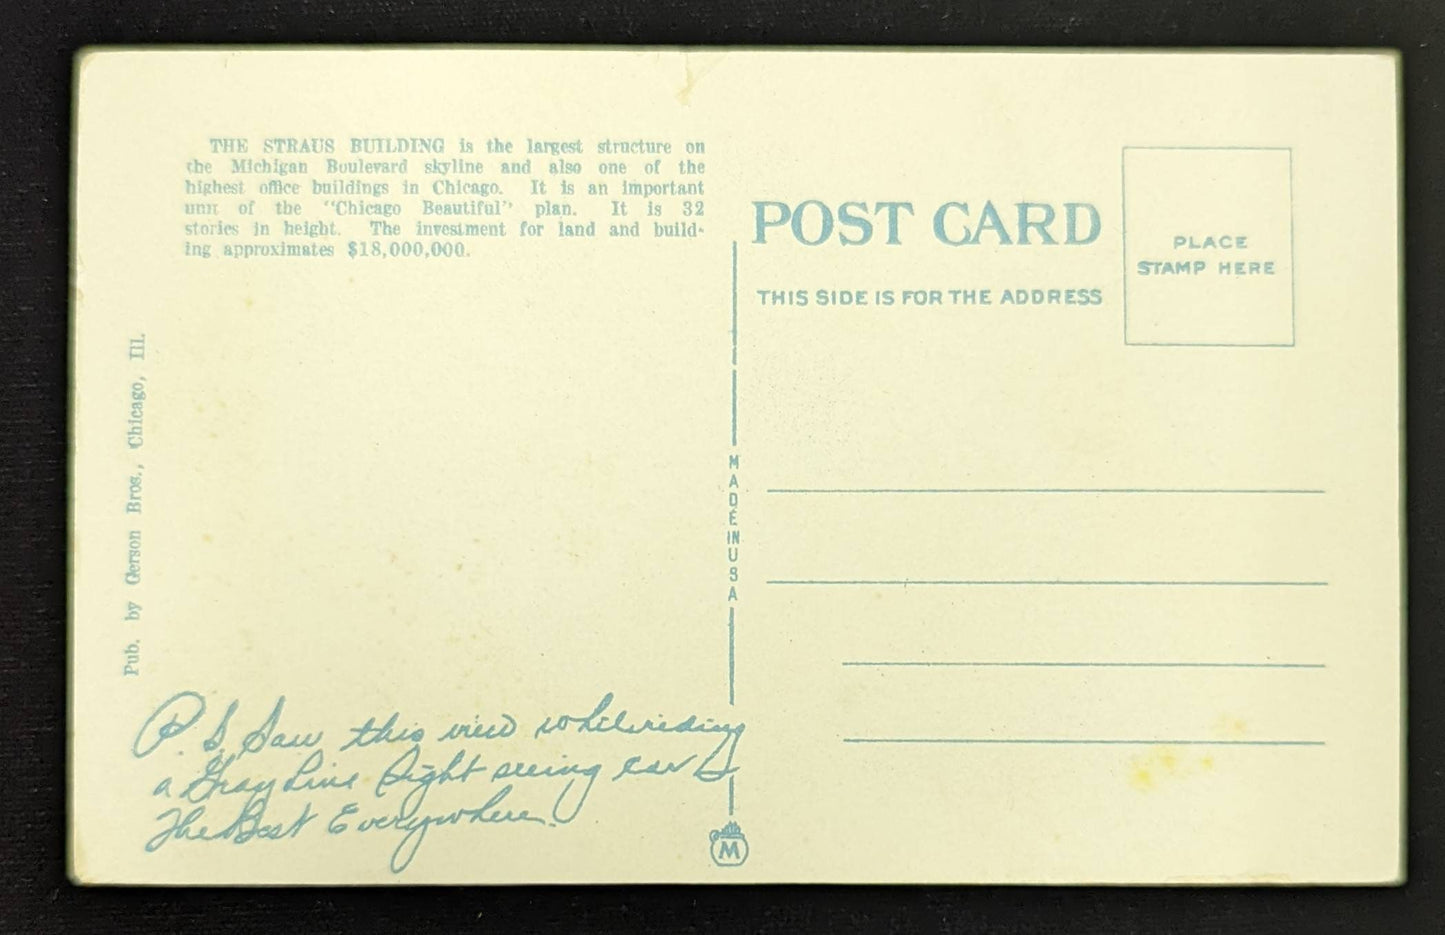 THE STRAUS BUILDING is the largest structure on
the Michigan Boulevard skyline and also one of the
highest office buildings in Chicago. It is an important
unit of the "Chicago Beautiful" plan. It is 32
stories in height. The investment for land and build-
ing approximates $18,000,000.
Pub. by Gerson Bros., Chicago, Ill.
P.S. Saw this view while riding
a Gray Line Sight seeing car
The Best Everywhere.
MADE IN USA
M
POST CARD
THIS SIDE IS FOR THE ADDRESS
PLACE
STAMP HERE